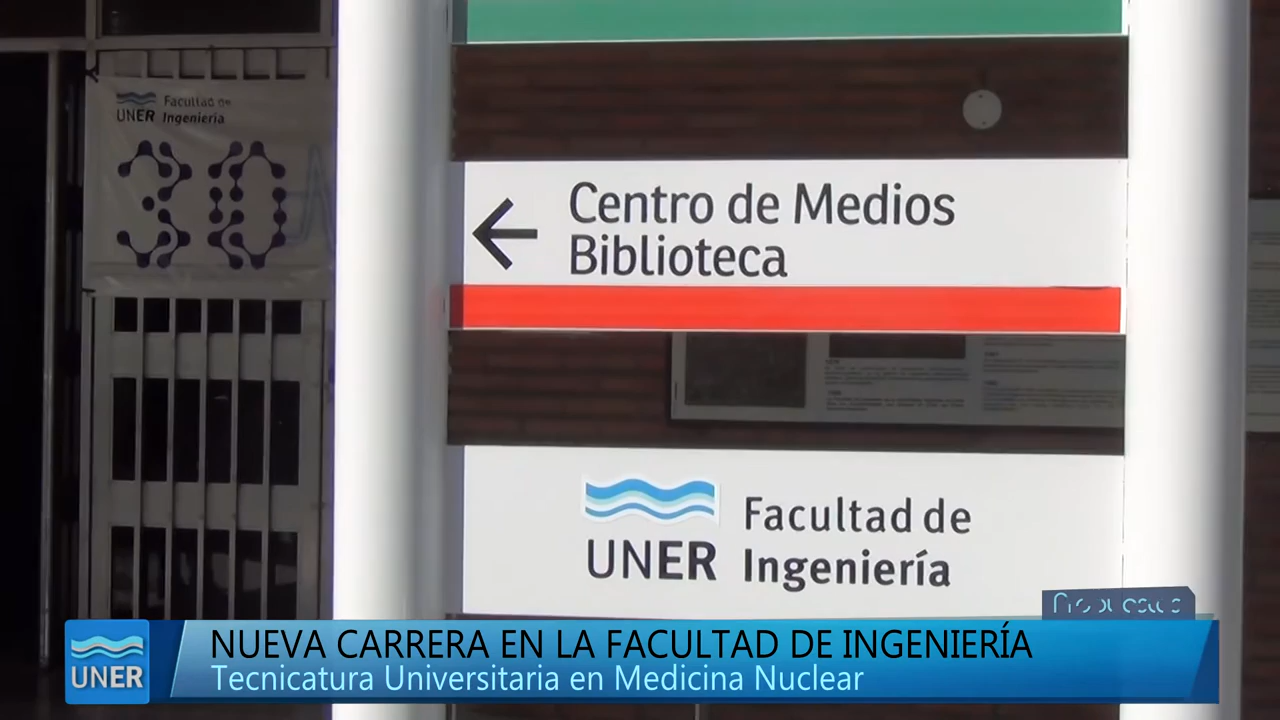 UNER
Facultad de
Ingeniería
30
Centro de Medios
Biblioteca
UNER
Facultad de
Ingeniería
UNER
NUEVA CARRERA EN LA FACULTAD DE INGENIERÍA
Tecnicatura Universitaria en Medicina Nuclear